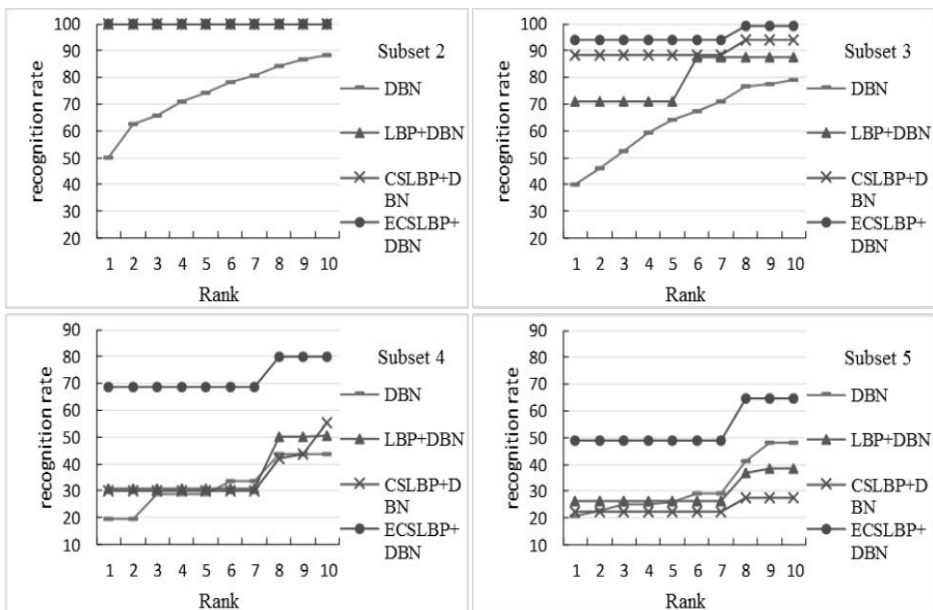 100
90
80
70
60
50
40
30
20
recognition rate
1 2 3 4 5 6 7 8 9 10
Rank
Subset 2
DBN
LBP+DBN
CSLBP+D
BN
ECSLBP+
DBN
100
90
80
70
60
50
40
30
20
recognition rate
1 2 3 4 5 6 7 8 9 10
Rank
Subset 3
DBN
LBP+DBN
CSLBP+D
BN
ECSLBP+
DBN
90
80
70
60
50
40
30
20
10
recognition rate
1 2 3 4 5 6 7 8 9 10
Rank
Subset 4
DBN
LBP+DBN
CSLBP+D
BN
ECSLBP+
DBN
90
80
70
60
50
40
30
20
10
recognition rate
1 2 3 4 5 6 7 8 9 10
Rank
Subset 5
DBN
LBP+DBN
CSLBP+D
BN
ECSLBP+
DBN